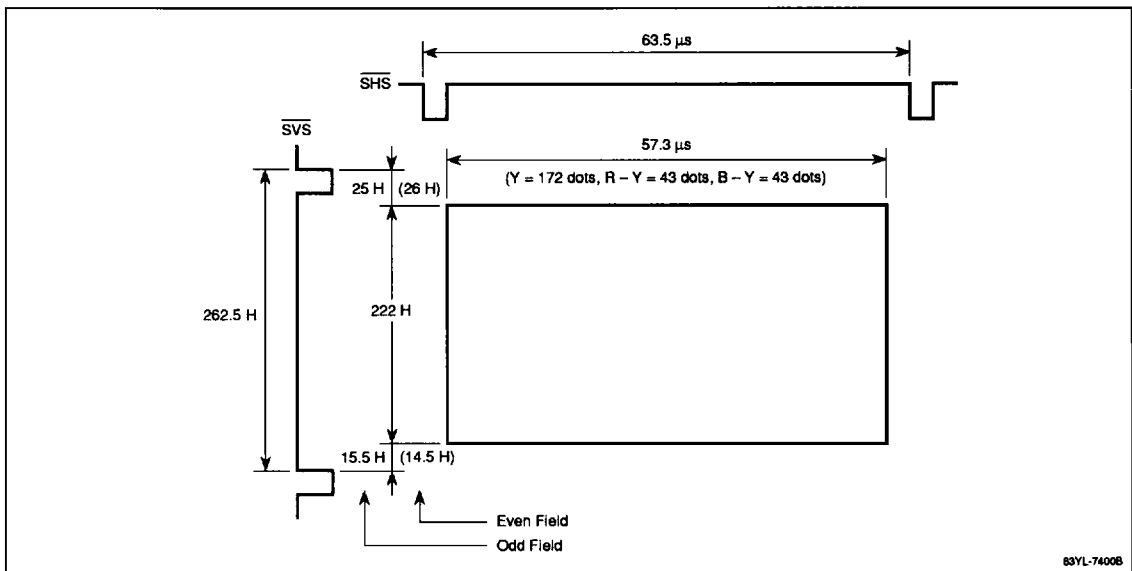 63.5 μs
SHS
SVS
57.3 μs
(Y = 172 dots, R – Y = 43 dots, B – Y = 43 dots)
25 H (26 H)
222 H
262.5 H
15.5 H (14.5 H)
Even Field
Odd Field
83YL-7400B